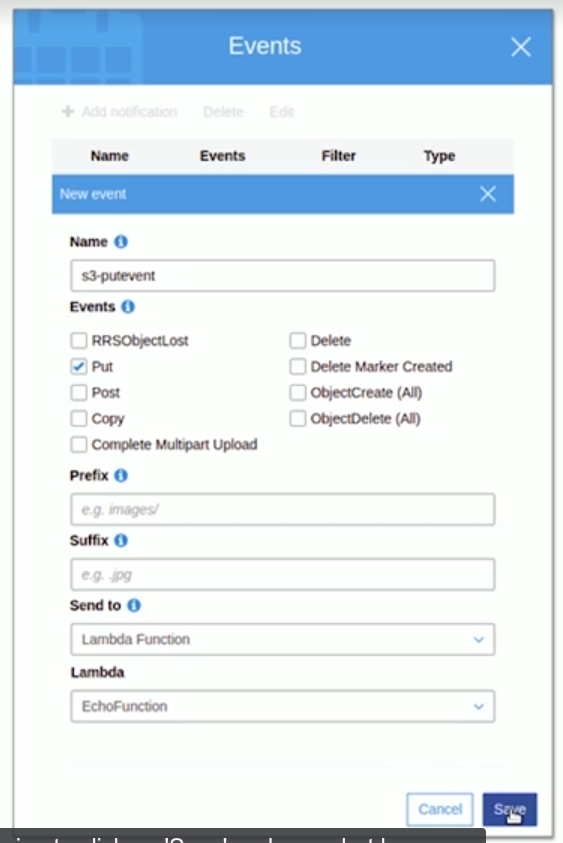 Events
Add notification Delete Edit
Name Events Filter Type
New event
Name
s3-putevent
Events
RRSObjectLost Delete
Put Delete Marker Created
Post ObjectCreate (All)
Copy ObjectDelete (All)
Complete Multipart Upload
Prefix
e.g. images/
Suffix
e.g. .jpg
Send to
Lambda Function
Lambda
EchoFunction
Cancel Save